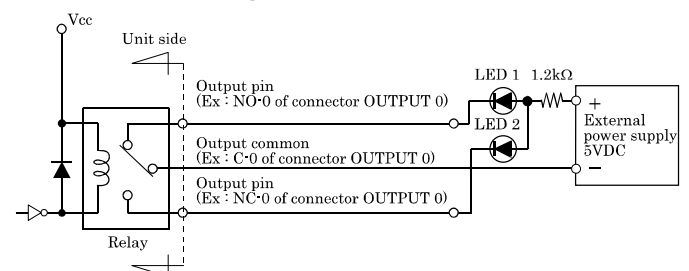 Vcc
Unit side
Output pin
(Ex : NO-0 of connector OUTPUT 0)
Output common
(Ex : C-0 of connector OUTPUT 0)
Output pin
(Ex : NC-0 of connector OUTPUT 0)
Relay
LED 1 1.2kΩ
LED 2
+
External
power supply
5VDC
−